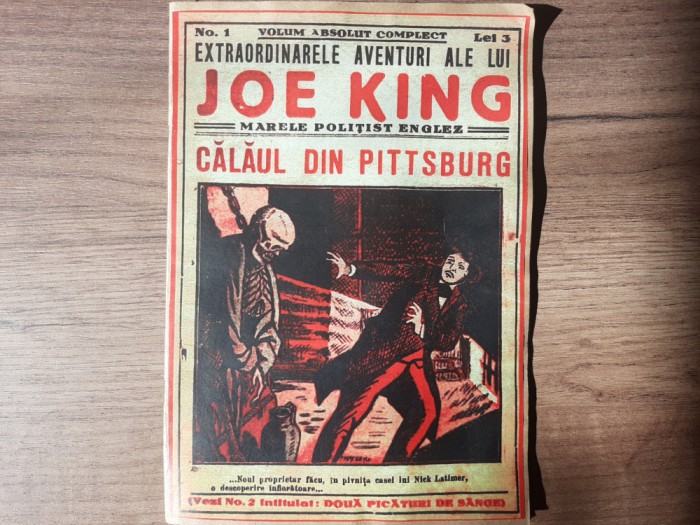 No. 1 VOLUM ABSOLUT COMPLECT Lei 3
EXTRAORDINARELE AVENTURI ALE LUI
JOE KING
MARELE POLIȚIST ENGLEZ
CĂLĂUL DIN PITTSBURG
...Noul proprietar făcu, în pivnița casei lui Nick Latimer,
o descoperire infiorătoare...
(Vezi No. 2 intitulat: DOUĂ PICĂTURI DE SÂNGE)